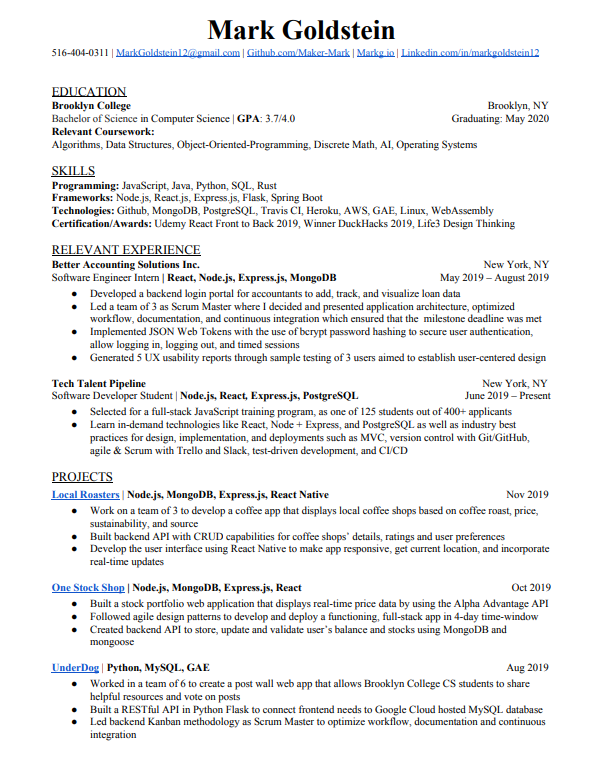 Mark Goldstein
516-404-0311 | MarkGoldstein12@gmail.com | Github.com/Maker-Mark | Markg.io | Linkedin.com/in/markgoldstein12
EDUCATION
Brooklyn College Brooklyn, NY
Bachelor of Science in Computer Science | GPA: 3.7/4.0 Graduating: May 2020
Relevant Coursework:
Algorithms, Data Structures, Object-Oriented-Programming, Discrete Math, AI, Operating Systems
SKILLS
Programming: JavaScript, Java, Python, SQL, Rust
Frameworks: Node.js, React.js, Express.js, Flask, Spring Boot
Technologies: Github, MongoDB, PostgreSQL, Travis CI, Heroku, AWS, GAE, Linux, WebAssembly
Certification/Awards: Udemy React Front to Back 2019, Winner DuckHacks 2019, Life3 Design Thinking
RELEVANT EXPERIENCE
Better Accounting Solutions Inc. New York, NY
Software Engineer Intern | React, Node.js, Express.js, MongoDB May 2019 – August 2019
● Developed a backend login portal for accountants to add, track, and visualize loan data
● Led a team of 3 as Scrum Master where I decided and presented application architecture, optimized
workflow, documentation, and continuous integration which ensured that the milestone deadline was met
● Implemented JSON Web Tokens with the use of bcrypt password hashing to secure user authentication,
allow logging in, logging out, and timed sessions
● Generated 5 UX usability reports through sample testing of 3 users aimed to establish user-centered design
Tech Talent Pipeline New York, NY
Software Developer Student | Node.js, React, Express.js, PostgreSQL June 2019 – Present
● Selected for a full-stack JavaScript training program, as one of 125 students out of 400+ applicants
● Learn in-demand technologies like React, Node + Express, and PostgreSQL as well as industry best
practices for design, implementation, and deployments such as MVC, version control with Git/GitHub,
agile & Scrum with Trello and Slack, test-driven development, and CI/CD
PROJECTS
Local Roasters | Node.js, MongoDB, Express.js, React Native Nov 2019
● Work on a team of 3 to develop a coffee app that displays local coffee shops based on coffee roast, price,
sustainability, and source
● Built backend API with CRUD capabilities for coffee shops' details, ratings and user preferences
● Develop the user interface using React Native to make app responsive, get current location, and incorporate
real-time updates
One Stock Shop | Node.js, MongoDB, Express.js, React Oct 2019
● Built a stock portfolio web application that displays real-time price data by using the Alpha Advantage API
● Followed agile design patterns to develop and deploy a functioning, full-stack app in 4-day time-window
● Created backend API to store, update and validate user's balance and stocks using MongoDB and
mongoose
UnderDog | Python, MySQL, GAE Aug 2019
● Worked in a team of 6 to create a post wall web app that allows Brooklyn College CS students to share
helpful resources and vote on posts
● Built a RESTful API in Python Flask to connect frontend needs to Google Cloud hosted MySQL database
● Led backend Kanban methodology as Scrum Master to optimize workflow, documentation and continuous
integration